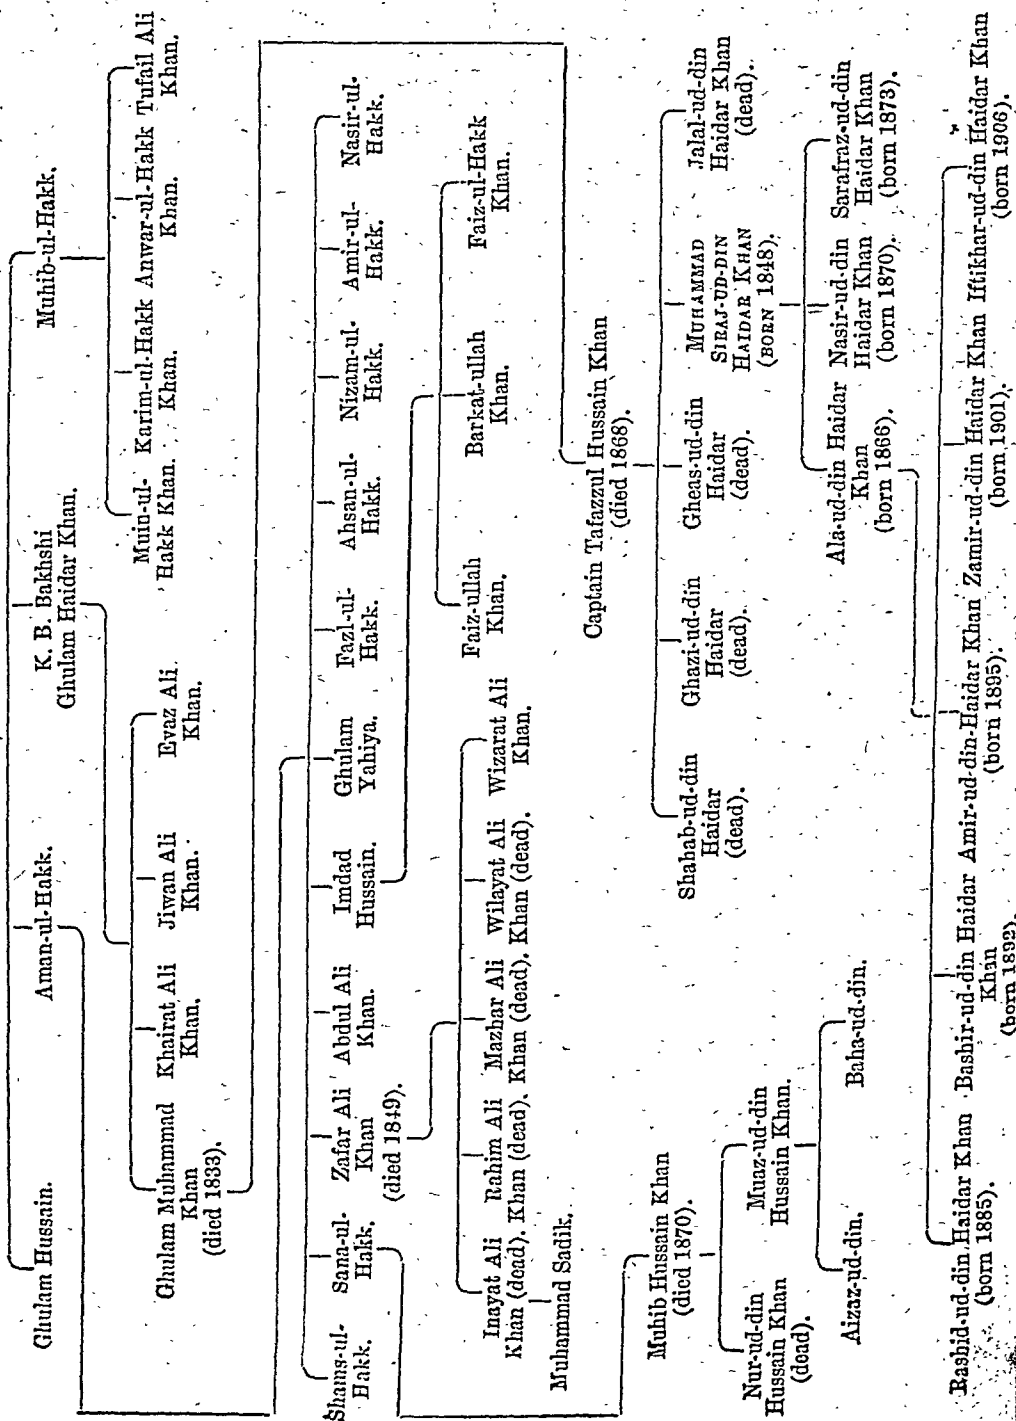 Ghulam Hussain.
Aman-ul-Hakk.
K. B. Bakhshi
Ghulam Haidar Khan.
Muhib-ul-Hakk.
Ghulam Muhammad
Khan
(died 1833).
Khairat Ali
Khan.
Jiwan Ali
Khan.
Evaz Ali
Khan.
Muin-ul-
Hakk Khan.
Karim-ul-Hakk
Khan.
Anwar-ul-Hakk
Khan.
Tufail Ali
Khan.
Shams-ul-
Hakk.
Sana-ul-
Hakk.
Zafar Ali
Khan
(died 1849).
Abdul Ali
Khan.
Imdad
Hussain.
Ghulam
Yahiya.
Fazl-ul-
Hakk.
Ahsan-ul-
Hakk.
Nizam-ul-
Hakk.
Amir-ul-
Hakk.
Nasir-ul-
Hakk.
Inayat Ali
Khan (dead).
Rahim Ali
Khan (dead).
Mazhar Ali
Khan (dead).
Wilayat Ali
Khan (dead).
Wizarat Ali
Khan.
Faiz-ullah
Khan.
Barkat-ullah
Khan.
Faiz-ul-Hakk
Khan.
Muhammad Sadik.
Captain Tafazzul Hussain Khan
(died 1868).
Muhib Hussain Khan
(died 1870).
Shahab-ud-din
Haidar
(dead).
Ghazi-ud-din
Haidar
(dead).
Gheas-ud-din
Haidar
(dead).
MUHAMMAD
SIRAJ-UD-DIN
HAIDAR KHAN
(BORN 1848).
Jalal-ud-din
Haidar Khan
(dead).
Nur-ud-din
Hussain Khan
(dead).
Muaz-ud-din
Hussain Khan.
Ala-ud-din Haidar
Khan
(born 1866).
Nasir-ud-din
Haidar Khan
(born 1870).
Sarafraz-ud-din
Haidar Khan
(born 1873).
Aizaz-ud-din.
Baha-ud-din.
Rashid-ud-din Haidar Khan
(born 1885).
Bashir-ud-din Haidar
Khan
(born 1892).
Amir-ud-din-Haidar Khan
(born 1895).
Zamir-ud-din Haidar Khan
(born 1901).
Iftikhar-ud-din Haidar Khan
(born 1906).